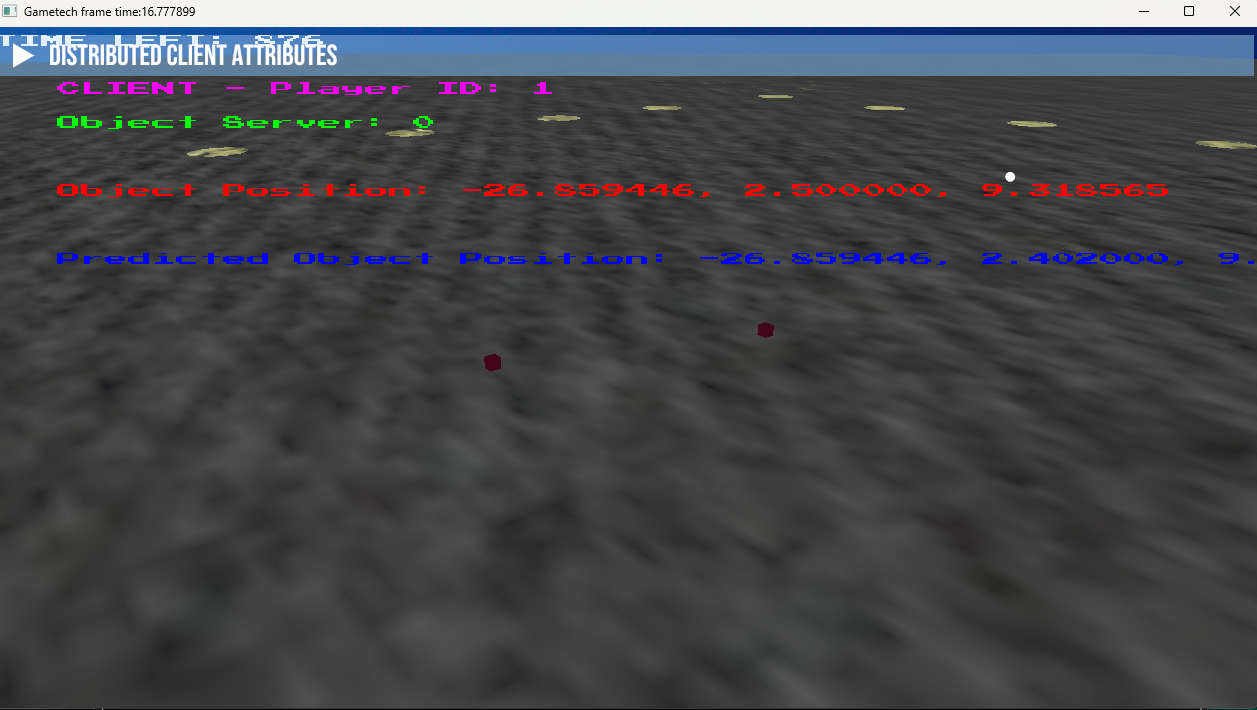 Gametech frame time:16.777899
TIME LEFT: 876
DISTRIBUTED CLIENT ATTRIBUTES
CLIENT - Player ID: 1
Object Server: 0
Object Position: -26.859446, 2.500000, 9.318565
Predicted Object Position: -26.859446, 2.402000, 9.